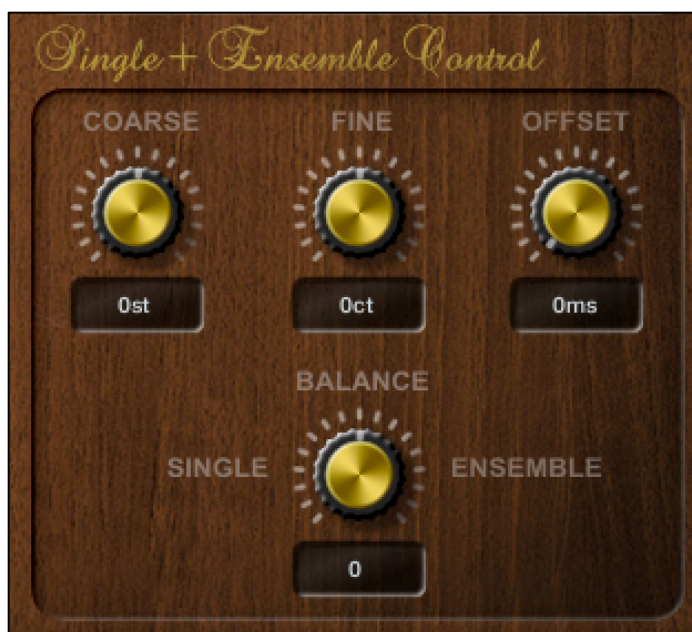 Single + Ensemble Control
COARSE FINE OFFSET
0st 0ct 0ms
BALANCE
SINGLE ENSEMBLE
0